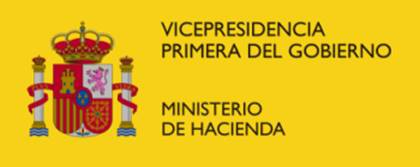 VICEPRESIDENCIA
PRIMERA DEL GOBIERNO
MINISTERIO
DE HACIENDA